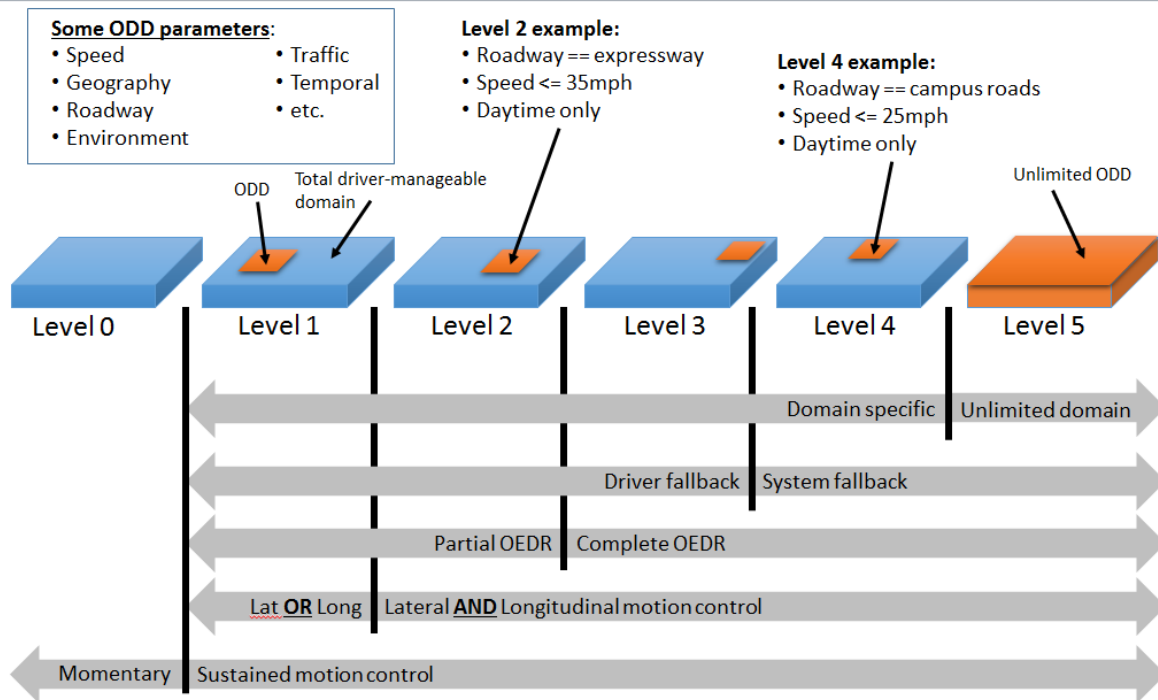 Some ODD parameters:
• Speed
• Geography
• Roadway
• Environment
• Traffic
• Temporal
• etc.
Level 2 example:
• Roadway == expressway
• Speed <= 35mph
• Daytime only
Level 4 example:
• Roadway == campus roads
• Speed <= 25mph
• Daytime only
ODD
Total driver-manageable
domain
Unlimited ODD
Level 0
Level 1
Level 2
Level 3
Level 4
Level 5
Domain specific
Unlimited domain
Driver fallback
System fallback
Partial OEDR
Complete OEDR
Lat OR Long
Lateral AND Longitudinal motion control
Momentary
Sustained motion control